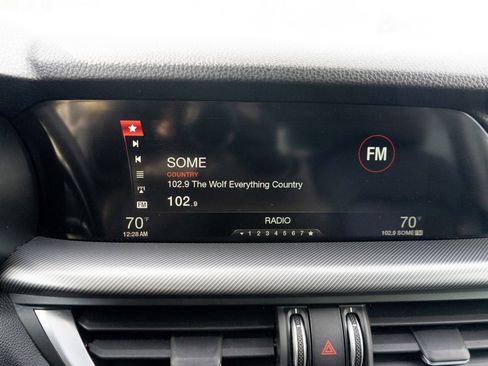 SOME
FM
COUNTRY
102.9 The Wolf Everything Country
FM
102.9
70°F
RADIO
70°F
12:28 AM
1 2 3 4 5 6 7
102.9 SOME FM